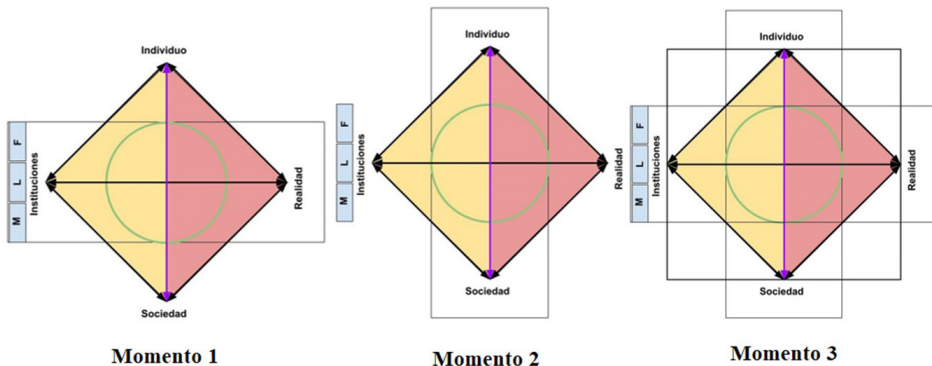 Individuo
F
L
M
Instituciones
Realidad
Sociedad
Momento 1
Individuo
F
L
M
Instituciones
Realidad
Sociedad
Momento 2
Individuo
F
L
M
Instituciones
Realidad
Sociedad
Momento 3